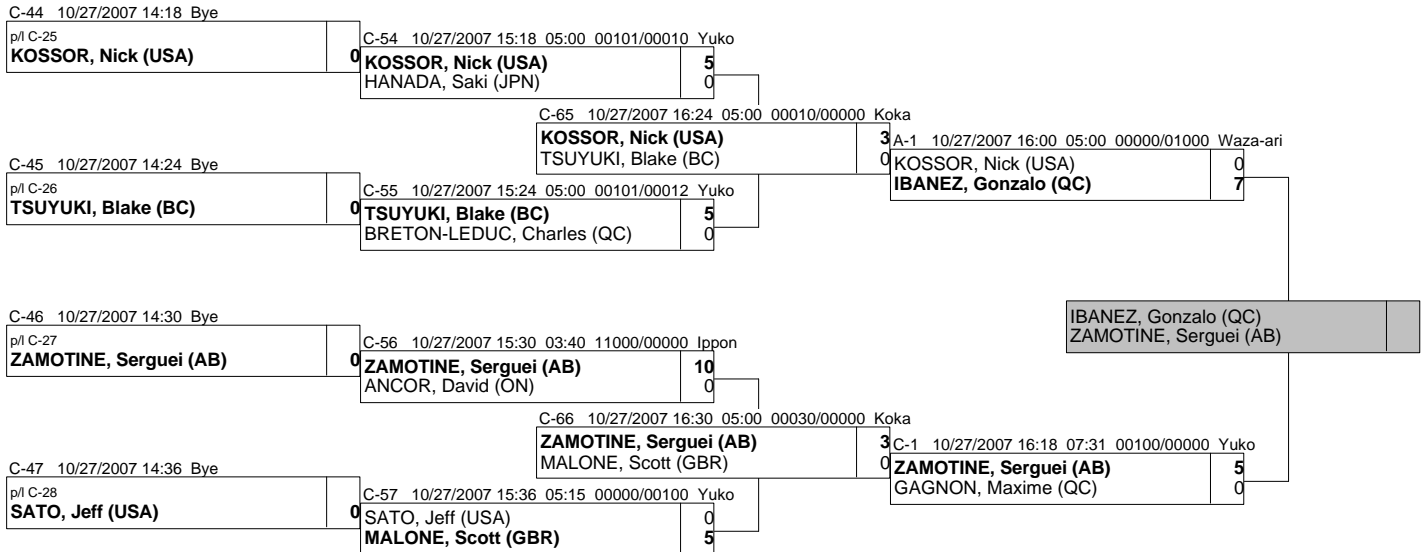 C-44 10/27/2007 14:18 Bye
p/l C-25
KOSSOR, Nick (USA) 0
C-54 10/27/2007 15:18 05:00 00101/00010 Yuko
KOSSOR, Nick (USA) 5
HANADA, Saki (JPN) 0
C-65 10/27/2007 16:24 05:00 00010/00000 Koka
KOSSOR, Nick (USA) 3
TSUYUKI, Blake (BC) 0
A-1 10/27/2007 16:00 05:00 00000/01000 Waza-ari
KOSSOR, Nick (USA) 0
IBANEZ, Gonzalo (QC) 7
C-45 10/27/2007 14:24 Bye
p/l C-26
TSUYUKI, Blake (BC) 0
C-55 10/27/2007 15:24 05:00 00101/00012 Yuko
TSUYUKI, Blake (BC) 5
BRETON-LEDUC, Charles (QC) 0
IBANEZ, Gonzalo (QC)
ZAMOTINE, Serguei (AB)
C-46 10/27/2007 14:30 Bye
p/l C-27
ZAMOTINE, Serguei (AB) 0
C-56 10/27/2007 15:30 03:40 11000/00000 Ippon
ZAMOTINE, Serguei (AB) 10
ANCOR, David (ON) 0
C-66 10/27/2007 16:30 05:00 00030/00000 Koka
ZAMOTINE, Serguei (AB) 3
MALONE, Scott (GBR) 0
C-1 10/27/2007 16:18 07:31 00100/00000 Yuko
ZAMOTINE, Serguei (AB) 5
GAGNON, Maxime (QC) 0
C-47 10/27/2007 14:36 Bye
p/l C-28
SATO, Jeff (USA) 0
C-57 10/27/2007 15:36 05:15 00000/00100 Yuko
SATO, Jeff (USA) 0
MALONE, Scott (GBR) 5